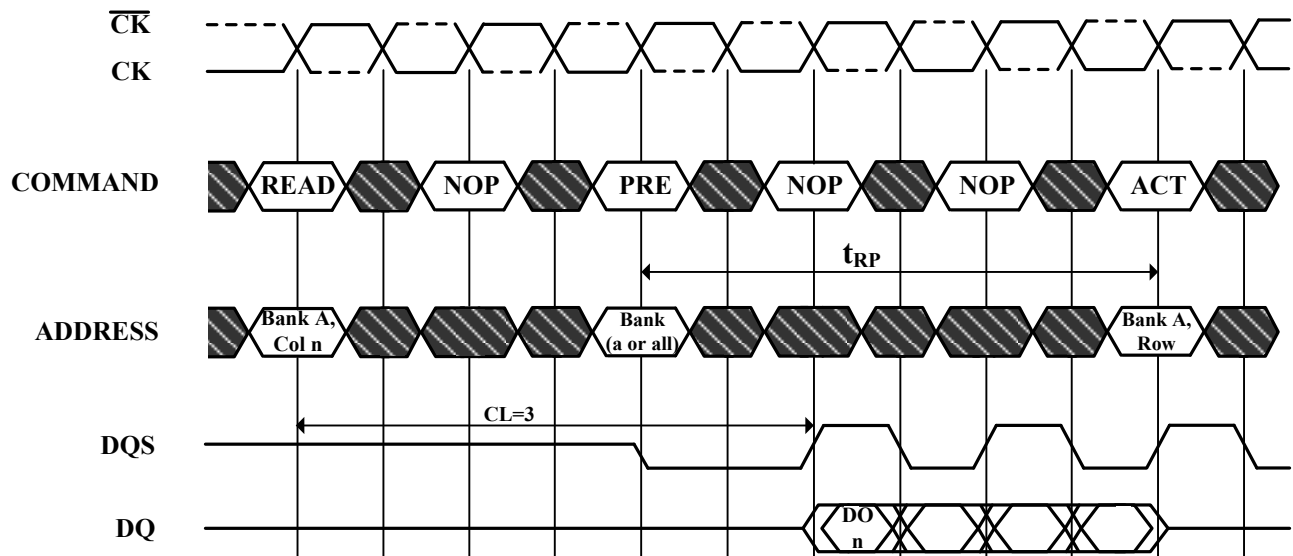 CK
CK
COMMAND
READ
NOP
PRE
NOP
NOP
ACT
tRP
ADDRESS
Bank A,
Col n
Bank
(a or all)
Bank A,
Row
CL=3
DQS
DQ
DO
n